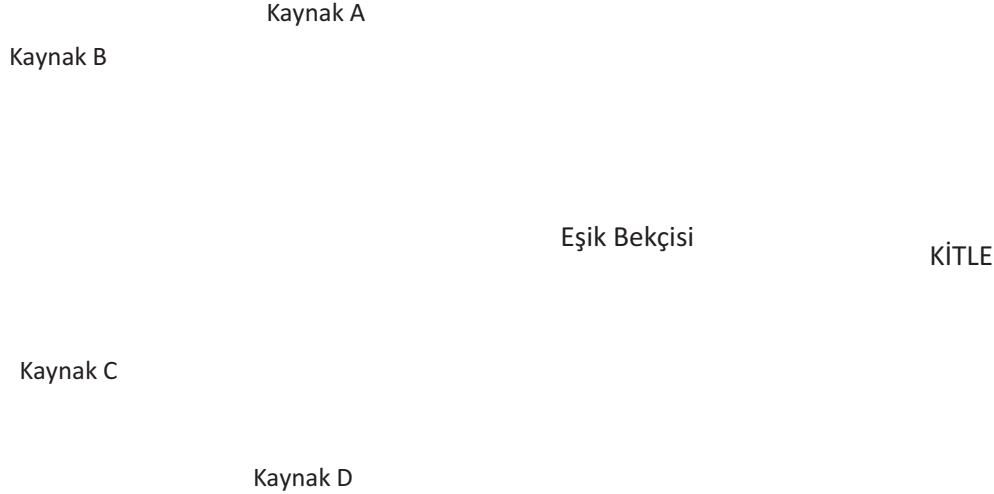 Kaynak A
Kaynak B
Eşik Bekçisi
KİTLE
Kaynak C
Kaynak D